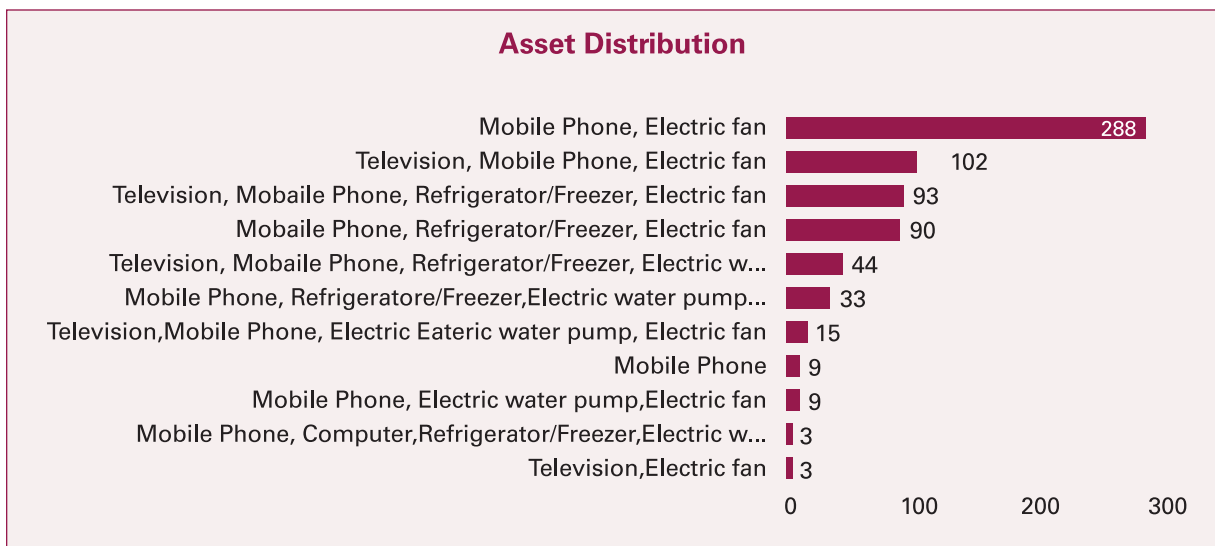 Asset Distribution
Mobile Phone, Electric fan 288
Television, Mobile Phone, Electric fan 102
Television, Mobaile Phone, Refrigerator/Freezer, Electric fan 93
Mobaile Phone, Refrigerator/Freezer, Electric fan 90
Television, Mobaile Phone, Refrigerator/Freezer, Electric w... 44
Mobile Phone, Refrigeratore/Freezer,Electric water pump... 33
Television,Mobile Phone, Electric Eateric water pump, Electric fan 15
Mobile Phone 9
Mobile Phone, Electric water pump,Electric fan 9
Mobile Phone, Computer,Refrigerator/Freezer,Electric w... 3
Television,Electric fan 3
0 100 200 300